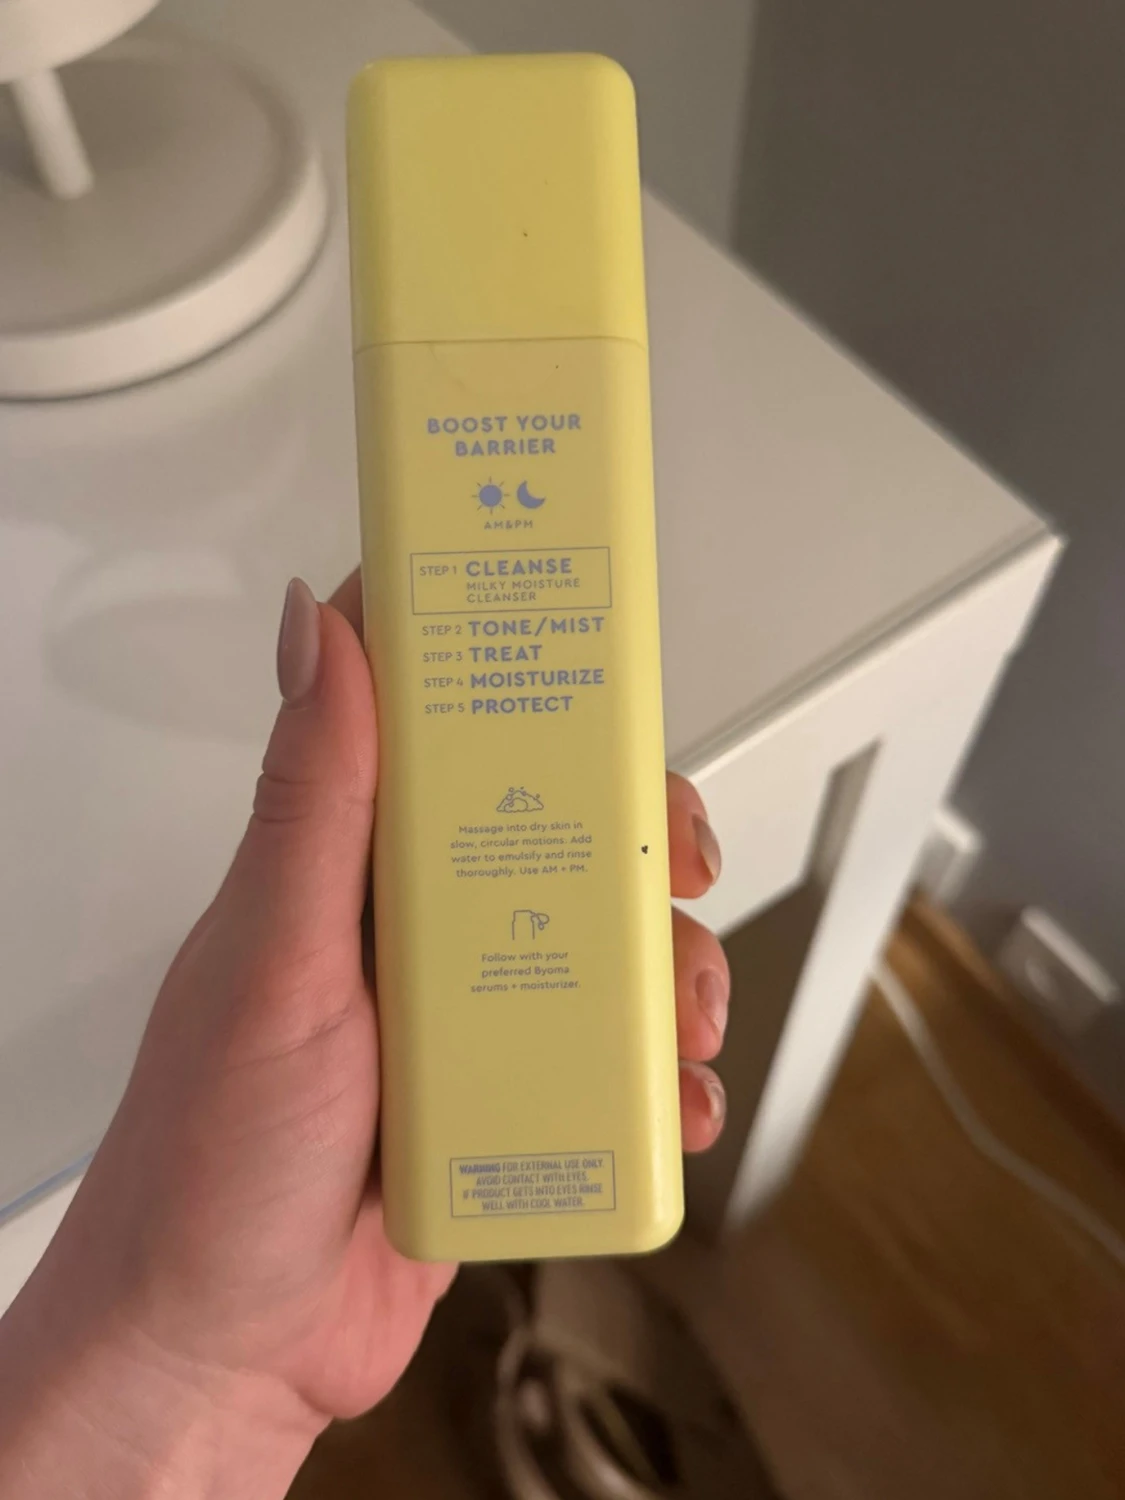 BOOST YOUR
BARRIER
AM&PM
STEP 1 CLEANSE
MILKY MOISTURE
CLEANSER
STEP 2 TONE/MIST
STEP 3 TREAT
STEP 4 MOISTURIZE
STEP 5 PROTECT
Massage into dry skin in
slow, circular motions. Add
water to emulsify and rinse
thoroughly. Use AM + PM.
Follow with your
preferred Byoma
serums + moisturizer.
WARNING FOR EXTERNAL USE ONLY.
AVOID CONTACT WITH EYES.
IF PRODUCT GETS INTO EYES RINSE
WELL WITH COOL WATER.